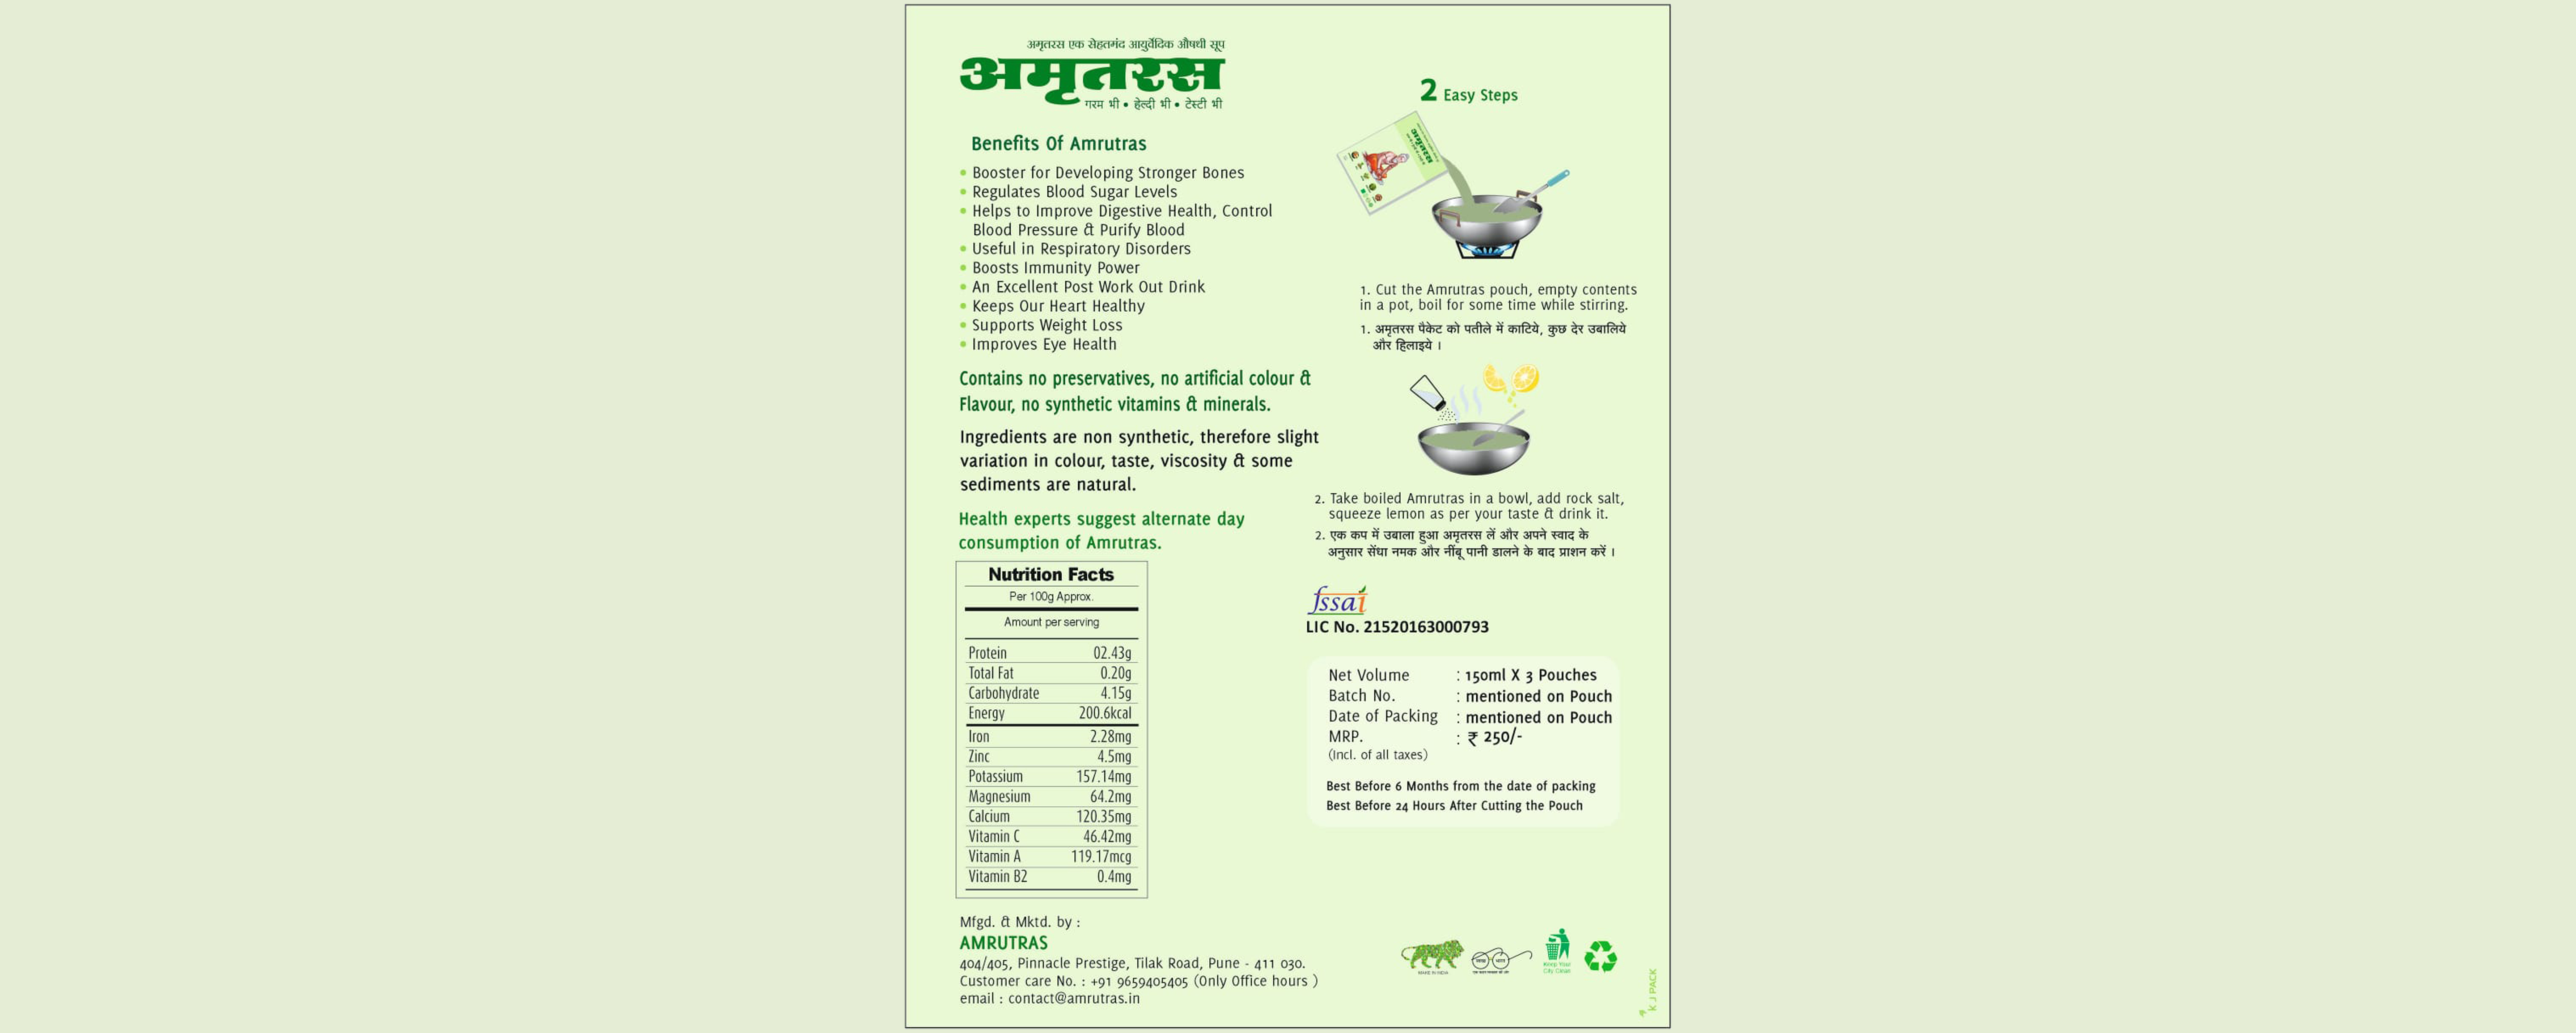 अमृतरस एक सेहतमंद आयुर्वेदिक औषधी सूप
अमृतरस
गरम भी • हेल्दी भी • टेस्टी भी
Benefits Of Amrutras
• Booster for Developing Stronger Bones
• Regulates Blood Sugar Levels
• Helps to Improve Digestive Health, Control
Blood Pressure & Purify Blood
• Useful in Respiratory Disorders
• Boosts Immunity Power
• An Excellent Post Work Out Drink
• Keeps Our Heart Healthy
• Supports Weight Loss
• Improves Eye Health
Contains no preservatives, no artificial colour &
Flavour, no synthetic vitamins & minerals.
Ingredients are non synthetic, therefore slight
variation in colour, taste, viscosity & some
sediments are natural.
Health experts suggest alternate day
consumption of Amrutras.
Nutrition Facts
Per 100g Approx.
Amount per serving
Protein 02.43g
Total Fat 0.20g
Carbohydrate 4.15g
Energy 200.6kcal
Iron 2.28mg
Zinc 4.5mg
Potassium 157.14mg
Magnesium 64.2mg
Calcium 120.35mg
Vitamin C 46.42mg
Vitamin A 119.17mcg
Vitamin B2 0.4mg
Mfgd. & Mktd. by :
AMRUTRAS
404/405, Pinnacle Prestige, Tilak Road, Pune - 411 030.
Customer care No. : +91 9659405405 (Only Office hours )
email : contact@amrutras.in
2 Easy Steps
अमृतरस
1. Cut the Amrutras pouch, empty contents
in a pot, boil for some time while stirring.
1. अमृतरस पैकेट को पतीले में काटिये, कुछ देर उबालिये
और हिलाइये ।
2. Take boiled Amrutras in a bowl, add rock salt,
squeeze lemon as per your taste & drink it.
2. एक कप में उबाला हुआ अमृतरस लें और अपने स्वाद के
अनुसार सेंधा नमक और नींबू पानी डालने के बाद प्राशन करें ।
fssai
LIC No. 21520163000793
Net Volume : 150ml X 3 Pouches
Batch No. : mentioned on Pouch
Date of Packing : mentioned on Pouch
MRP. : ₹ 250/-
(Incl. of all taxes)
Best Before 6 Months from the date of packing
Best Before 24 Hours After Cutting the Pouch
MAKE IN INDIA
Keep Your
City Clean
K J PACK